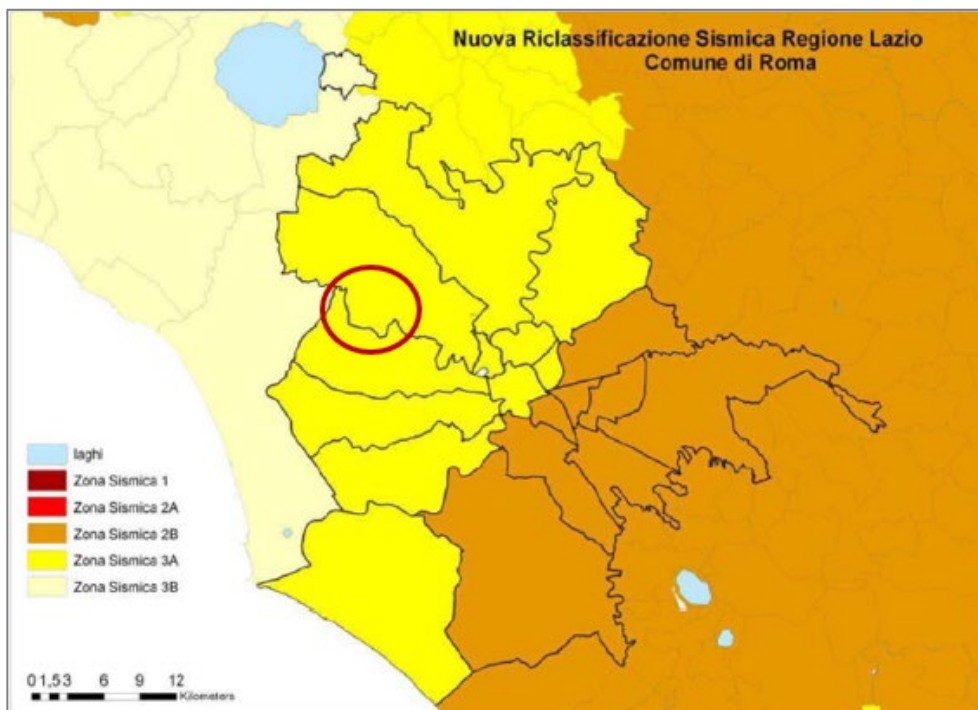 Nuova Riclassificazione Sismica Regione Lazio
Comune di Roma
laghi
Zona Sismica 1
Zona Sismica 2A
Zona Sismica 2B
Zona Sismica 3A
Zona Sismica 3B
0 1,5 3 6 9 12
Kilometers